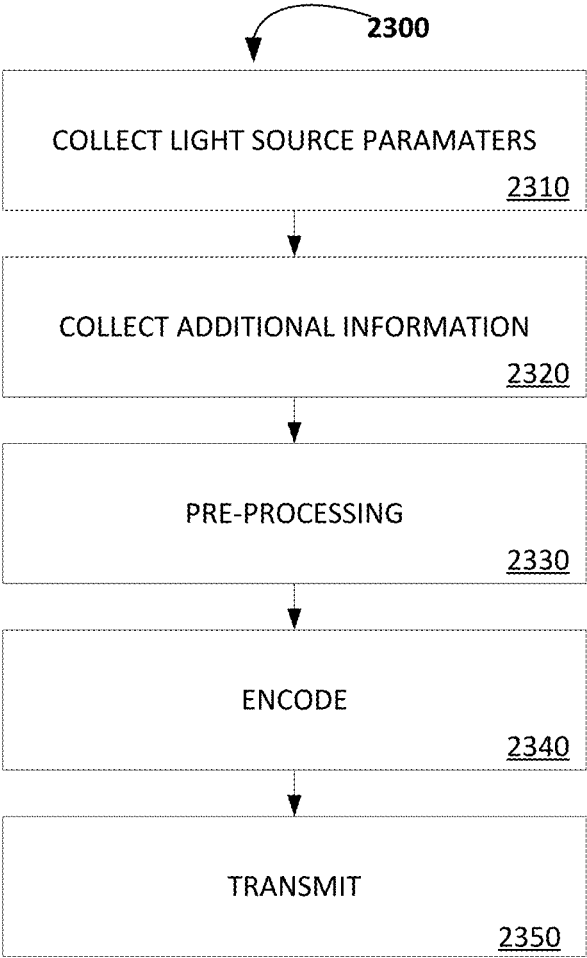 2300
COLLECT LIGHT SOURCE PARAMATERS
2310
COLLECT ADDITIONAL INFORMATION
2320
PRE-PROCESSING
2330
ENCODE
2340
TRANSMIT
2350